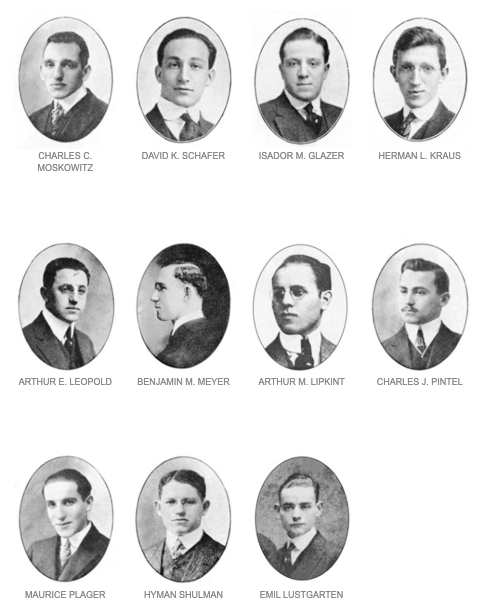 CHARLES C.
MOSKOWITZ
DAVID K. SCHAFER
ISADOR M. GLAZER
HERMAN L. KRAUS
ARTHUR E. LEOPOLD
BENJAMIN M. MEYER
ARTHUR M. LIPKINT
CHARLES J. PINTEL
MAURICE PLAGER
HYMAN SHULMAN
EMIL LUSTGARTEN